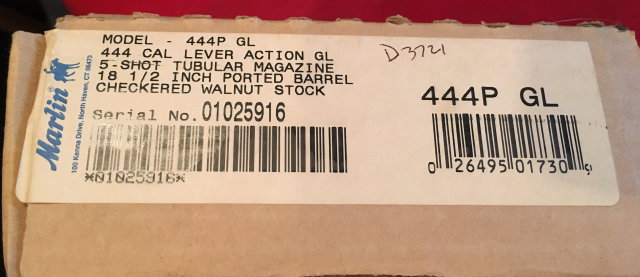 MODEL - 444P GL
444 CAL LEVER ACTION GL
5-SHOT TUBULAR MAGAZINE
18 1/2 INCH PORTED BARREL
CHECKERED WALNUT STOCK
Serial No. 01025916
*01025916*
Marlin®
100 Kenna Drive, North Haven, CT 06473
D3721
444P GL
0 26495 01730 9